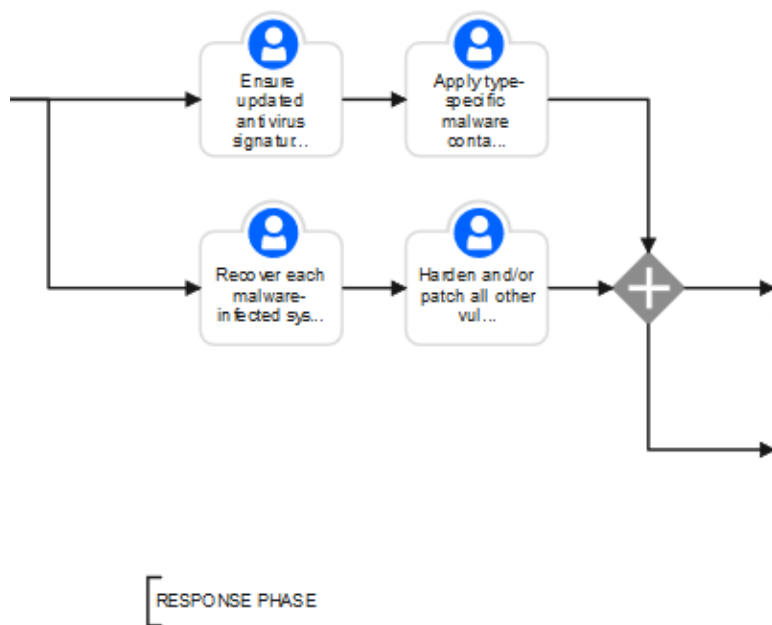 Ensure
updated
antivirus
signatur...
Apply type-
specific
malware
conta...
Recover each
malware-
infected sys...
Harden and/or
patch all other
vul...
RESPONSE PHASE